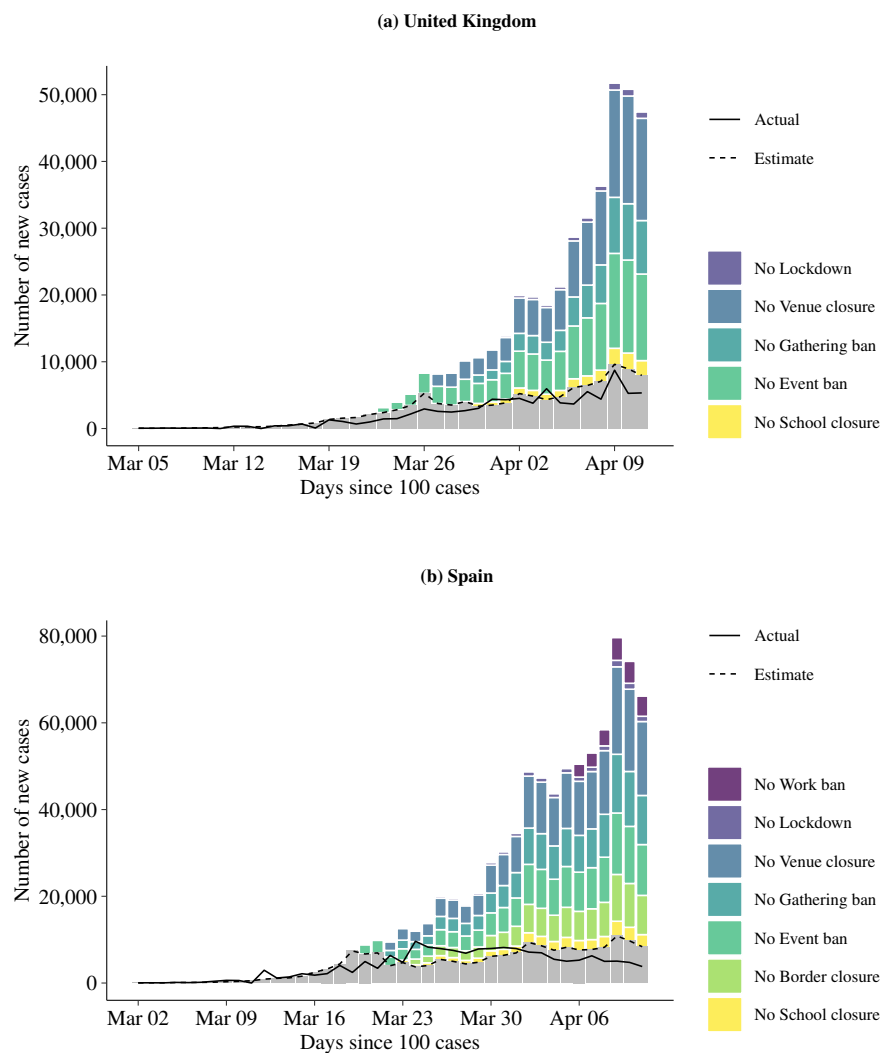 (a) United Kingdom
50,000
40,000
30,000
20,000
10,000
0
Number of new cases
Mar 05 Mar 12 Mar 19 Mar 26 Apr 02 Apr 09
Days since 100 cases
Actual
Estimate
No Lockdown
No Venue closure
No Gathering ban
No Event ban
No School closure
(b) Spain
80,000
60,000
40,000
20,000
0
Number of new cases
Mar 02 Mar 09 Mar 16 Mar 23 Mar 30 Apr 06
Days since 100 cases
Actual
Estimate
No Work ban
No Lockdown
No Venue closure
No Gathering ban
No Event ban
No Border closure
No School closure